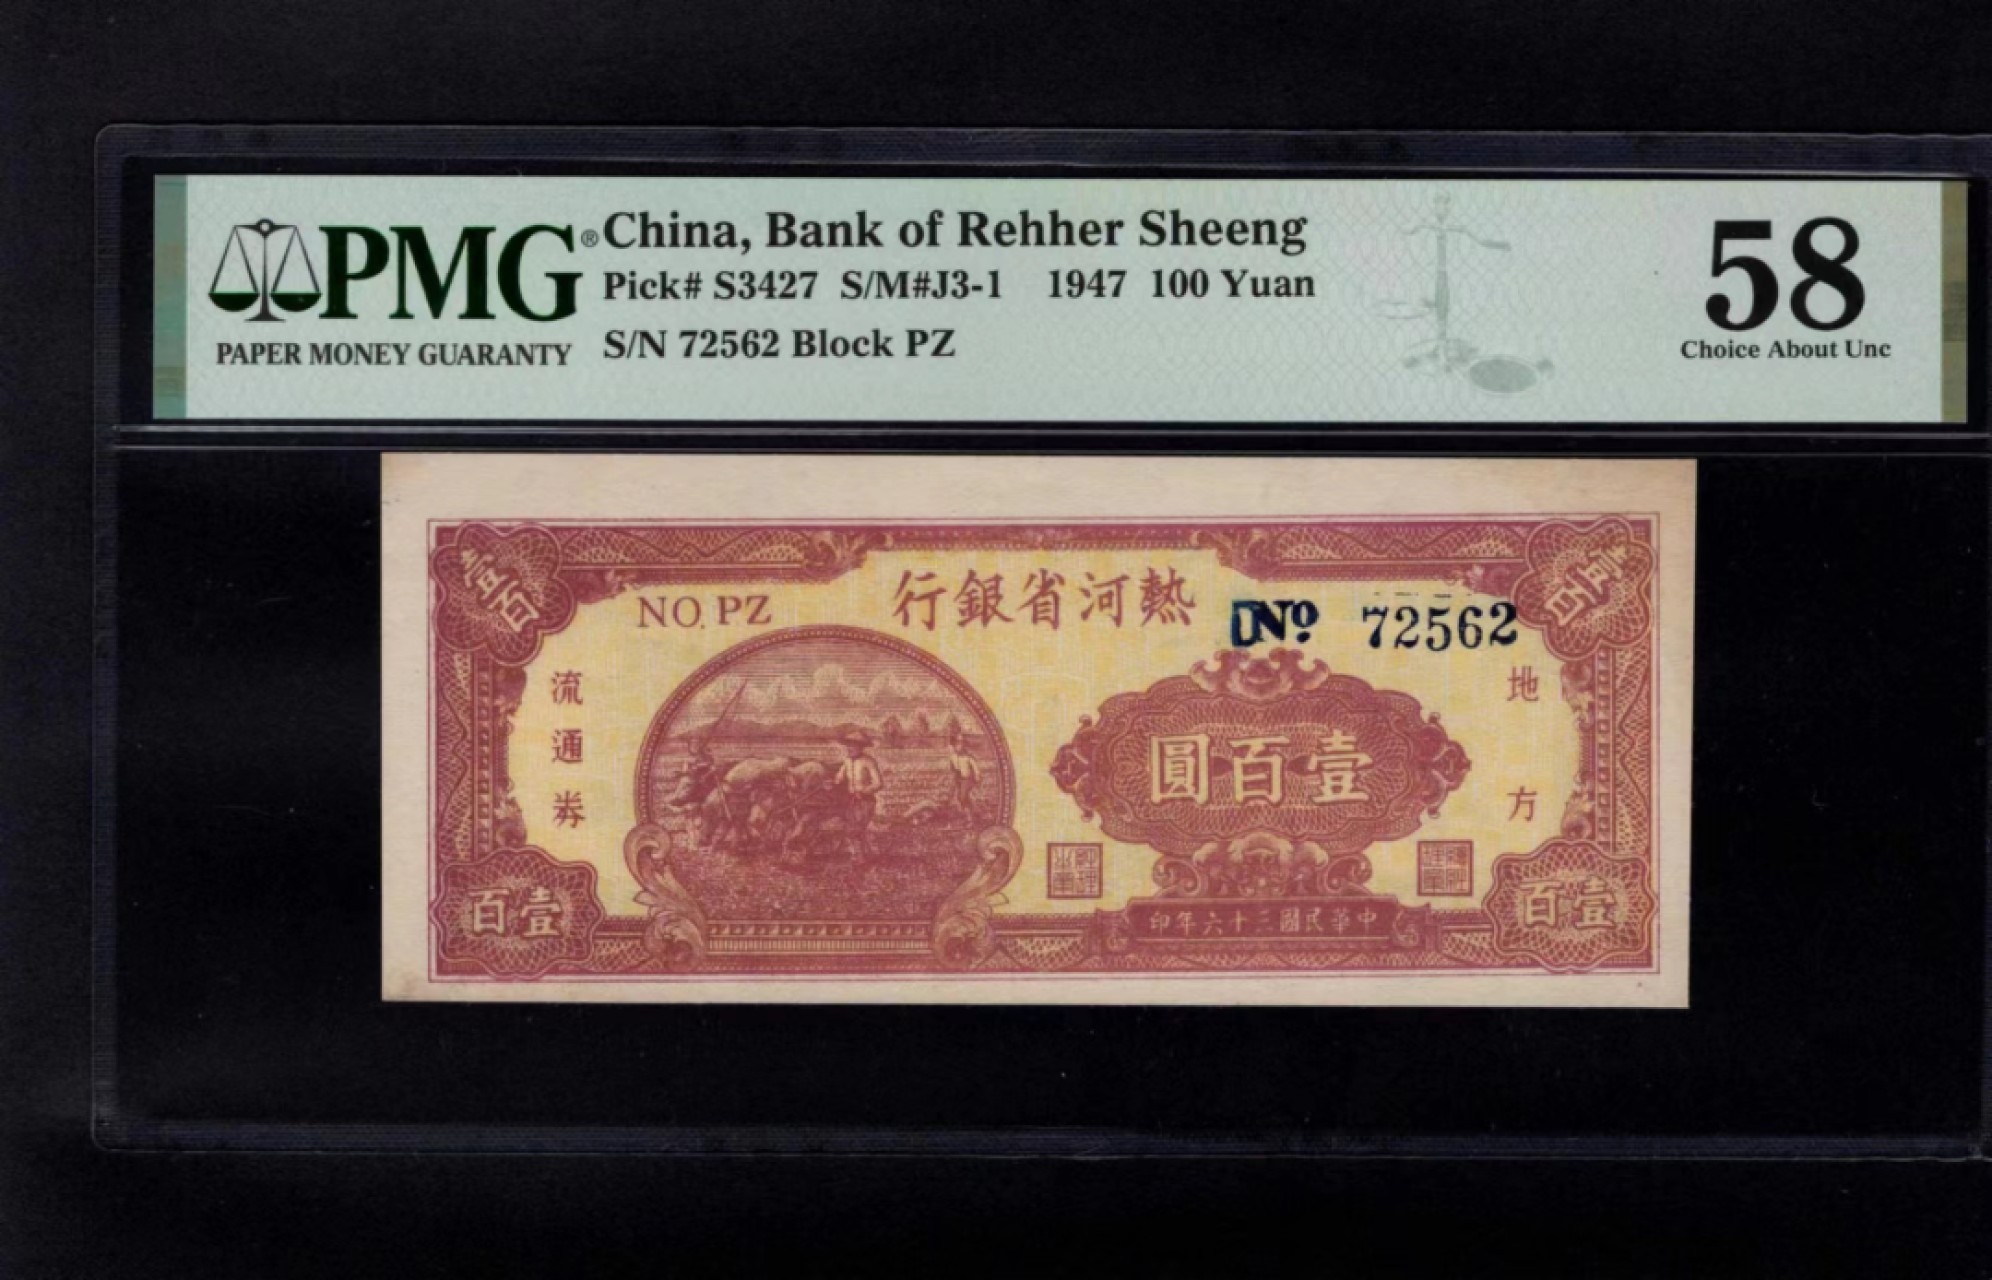 PMG®
PAPER MONEY GUARANTY
China, Bank of Rehher Sheeng
Pick# S3427 S/M#J3-1 1947 100 Yuan
S/N 72562 Block PZ
58
Choice About Unc
壹百
壹百
NO. PZ
行銀省河熱
No 72562
流通券
地方
圓百壹
百壹
印年六十三國民華中
百壹